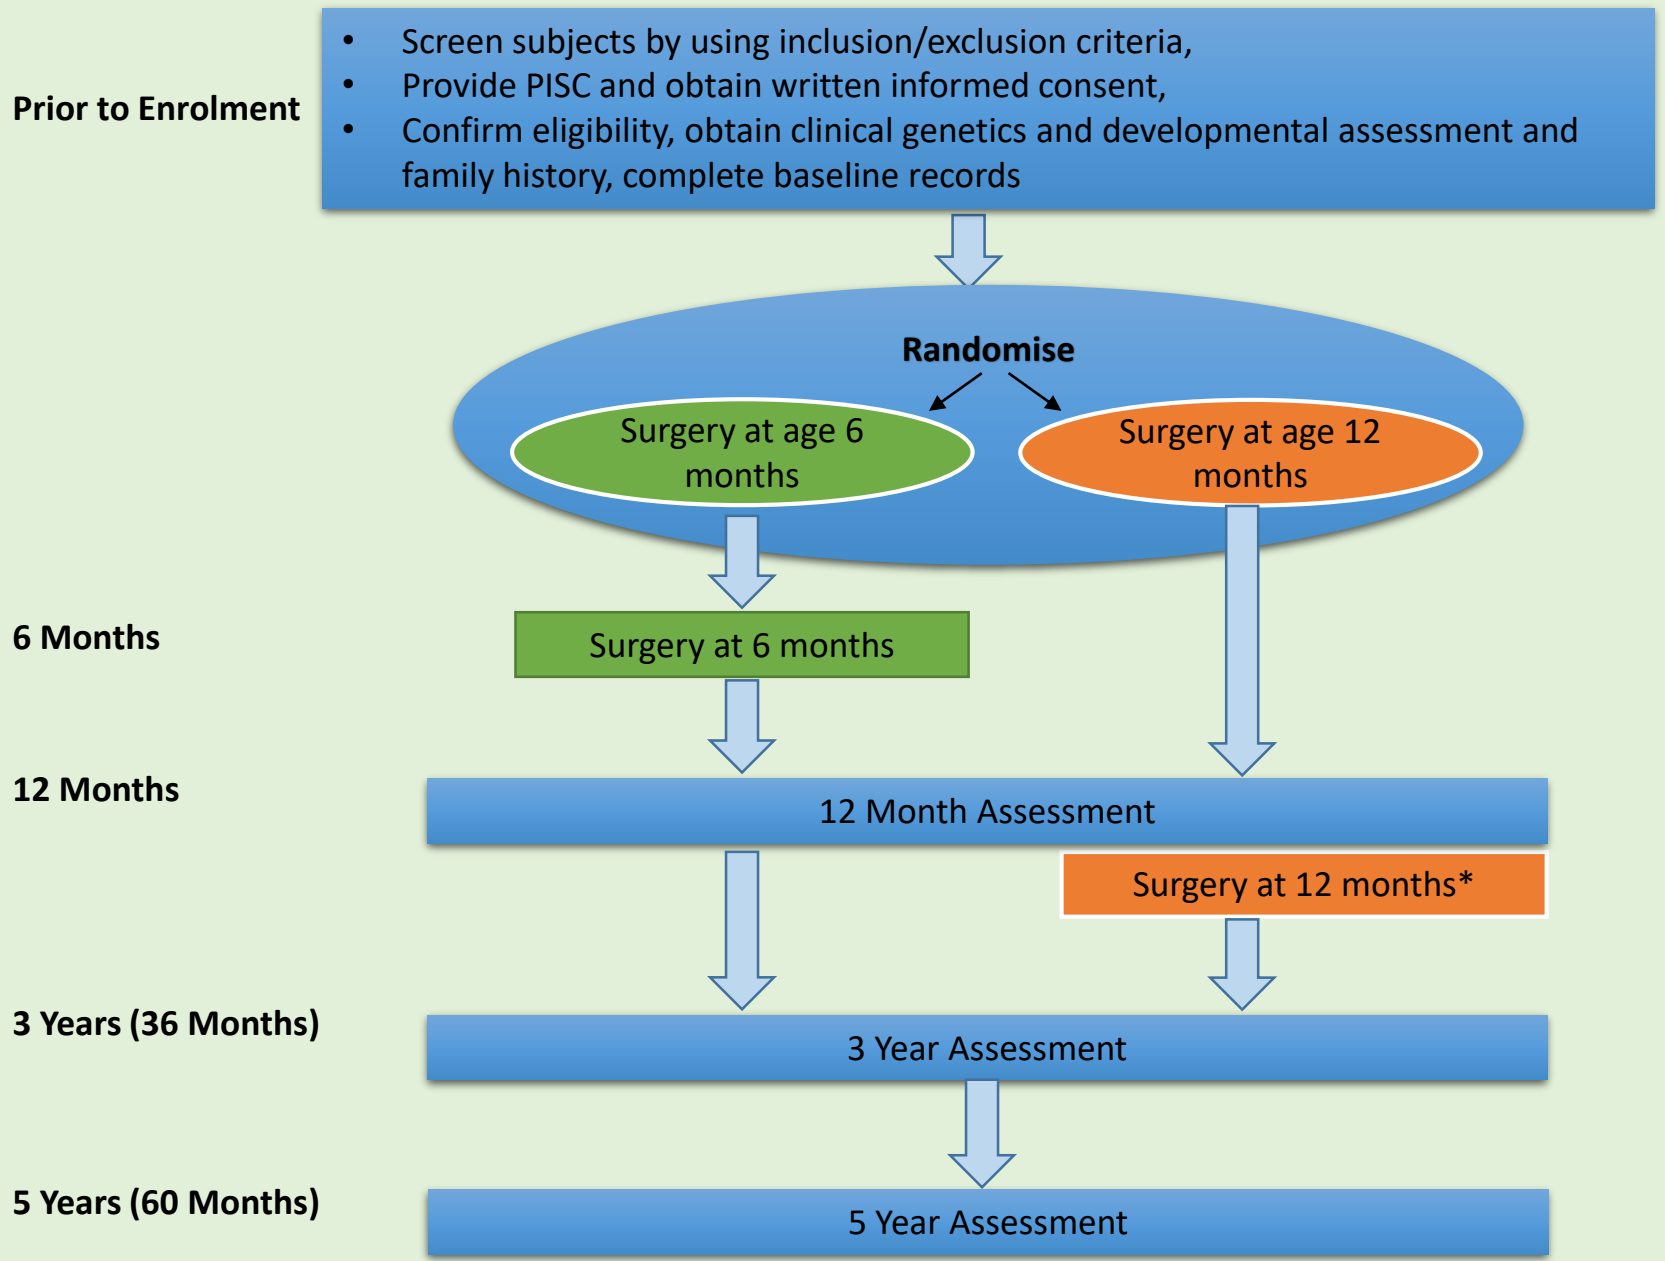 Prior to Enrolment
• Screen subjects by using inclusion/exclusion criteria,
• Provide PISC and obtain written informed consent,
• Confirm eligibility, obtain clinical genetics and developmental assessment and
family history, complete baseline records
Randomise
Surgery at age 6
months
Surgery at age 12
months
6 Months
Surgery at 6 months
12 Months
12 Month Assessment
Surgery at 12 months*
3 Years (36 Months)
3 Year Assessment
5 Years (60 Months)
5 Year Assessment